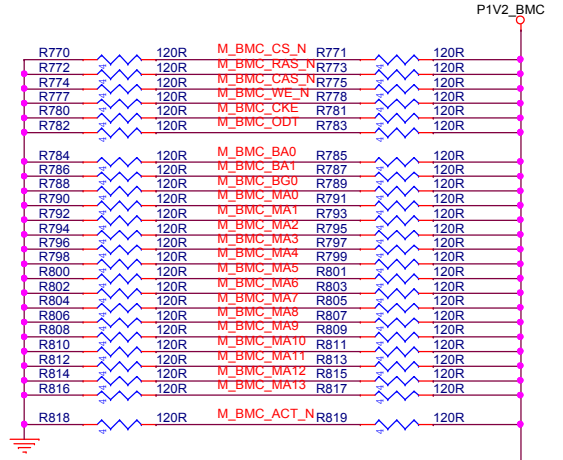 P1V2_BMC
R770 120R M_BMC_CS_N R771 120R
R772 120R M_BMC_RAS_N R773 120R
R774 120R M_BMC_CAS_N R775 120R
R777 120R M_BMC_WE_N R778 120R
R780 120R M_BMC_CKE R781 120R
R782 120R M_BMC_ODT R783 120R
R784 120R M_BMC_BA0 R785 120R
R786 120R M_BMC_BA1 R787 120R
R788 120R M_BMC_BG0 R789 120R
R790 120R M_BMC_MA0 R791 120R
R792 120R M_BMC_MA1 R793 120R
R794 120R M_BMC_MA2 R795 120R
R796 120R M_BMC_MA3 R797 120R
R798 120R M_BMC_MA4 R799 120R
R800 120R M_BMC_MA5 R801 120R
R802 120R M_BMC_MA6 R803 120R
R804 120R M_BMC_MA7 R805 120R
R806 120R M_BMC_MA8 R807 120R
R808 120R M_BMC_MA9 R809 120R
R810 120R M_BMC_MA10 R811 120R
R812 120R M_BMC_MA11 R813 120R
R814 120R M_BMC_MA12 R815 120R
R816 120R M_BMC_MA13 R817 120R
R818 120R M_BMC_ACT_N R819 120R